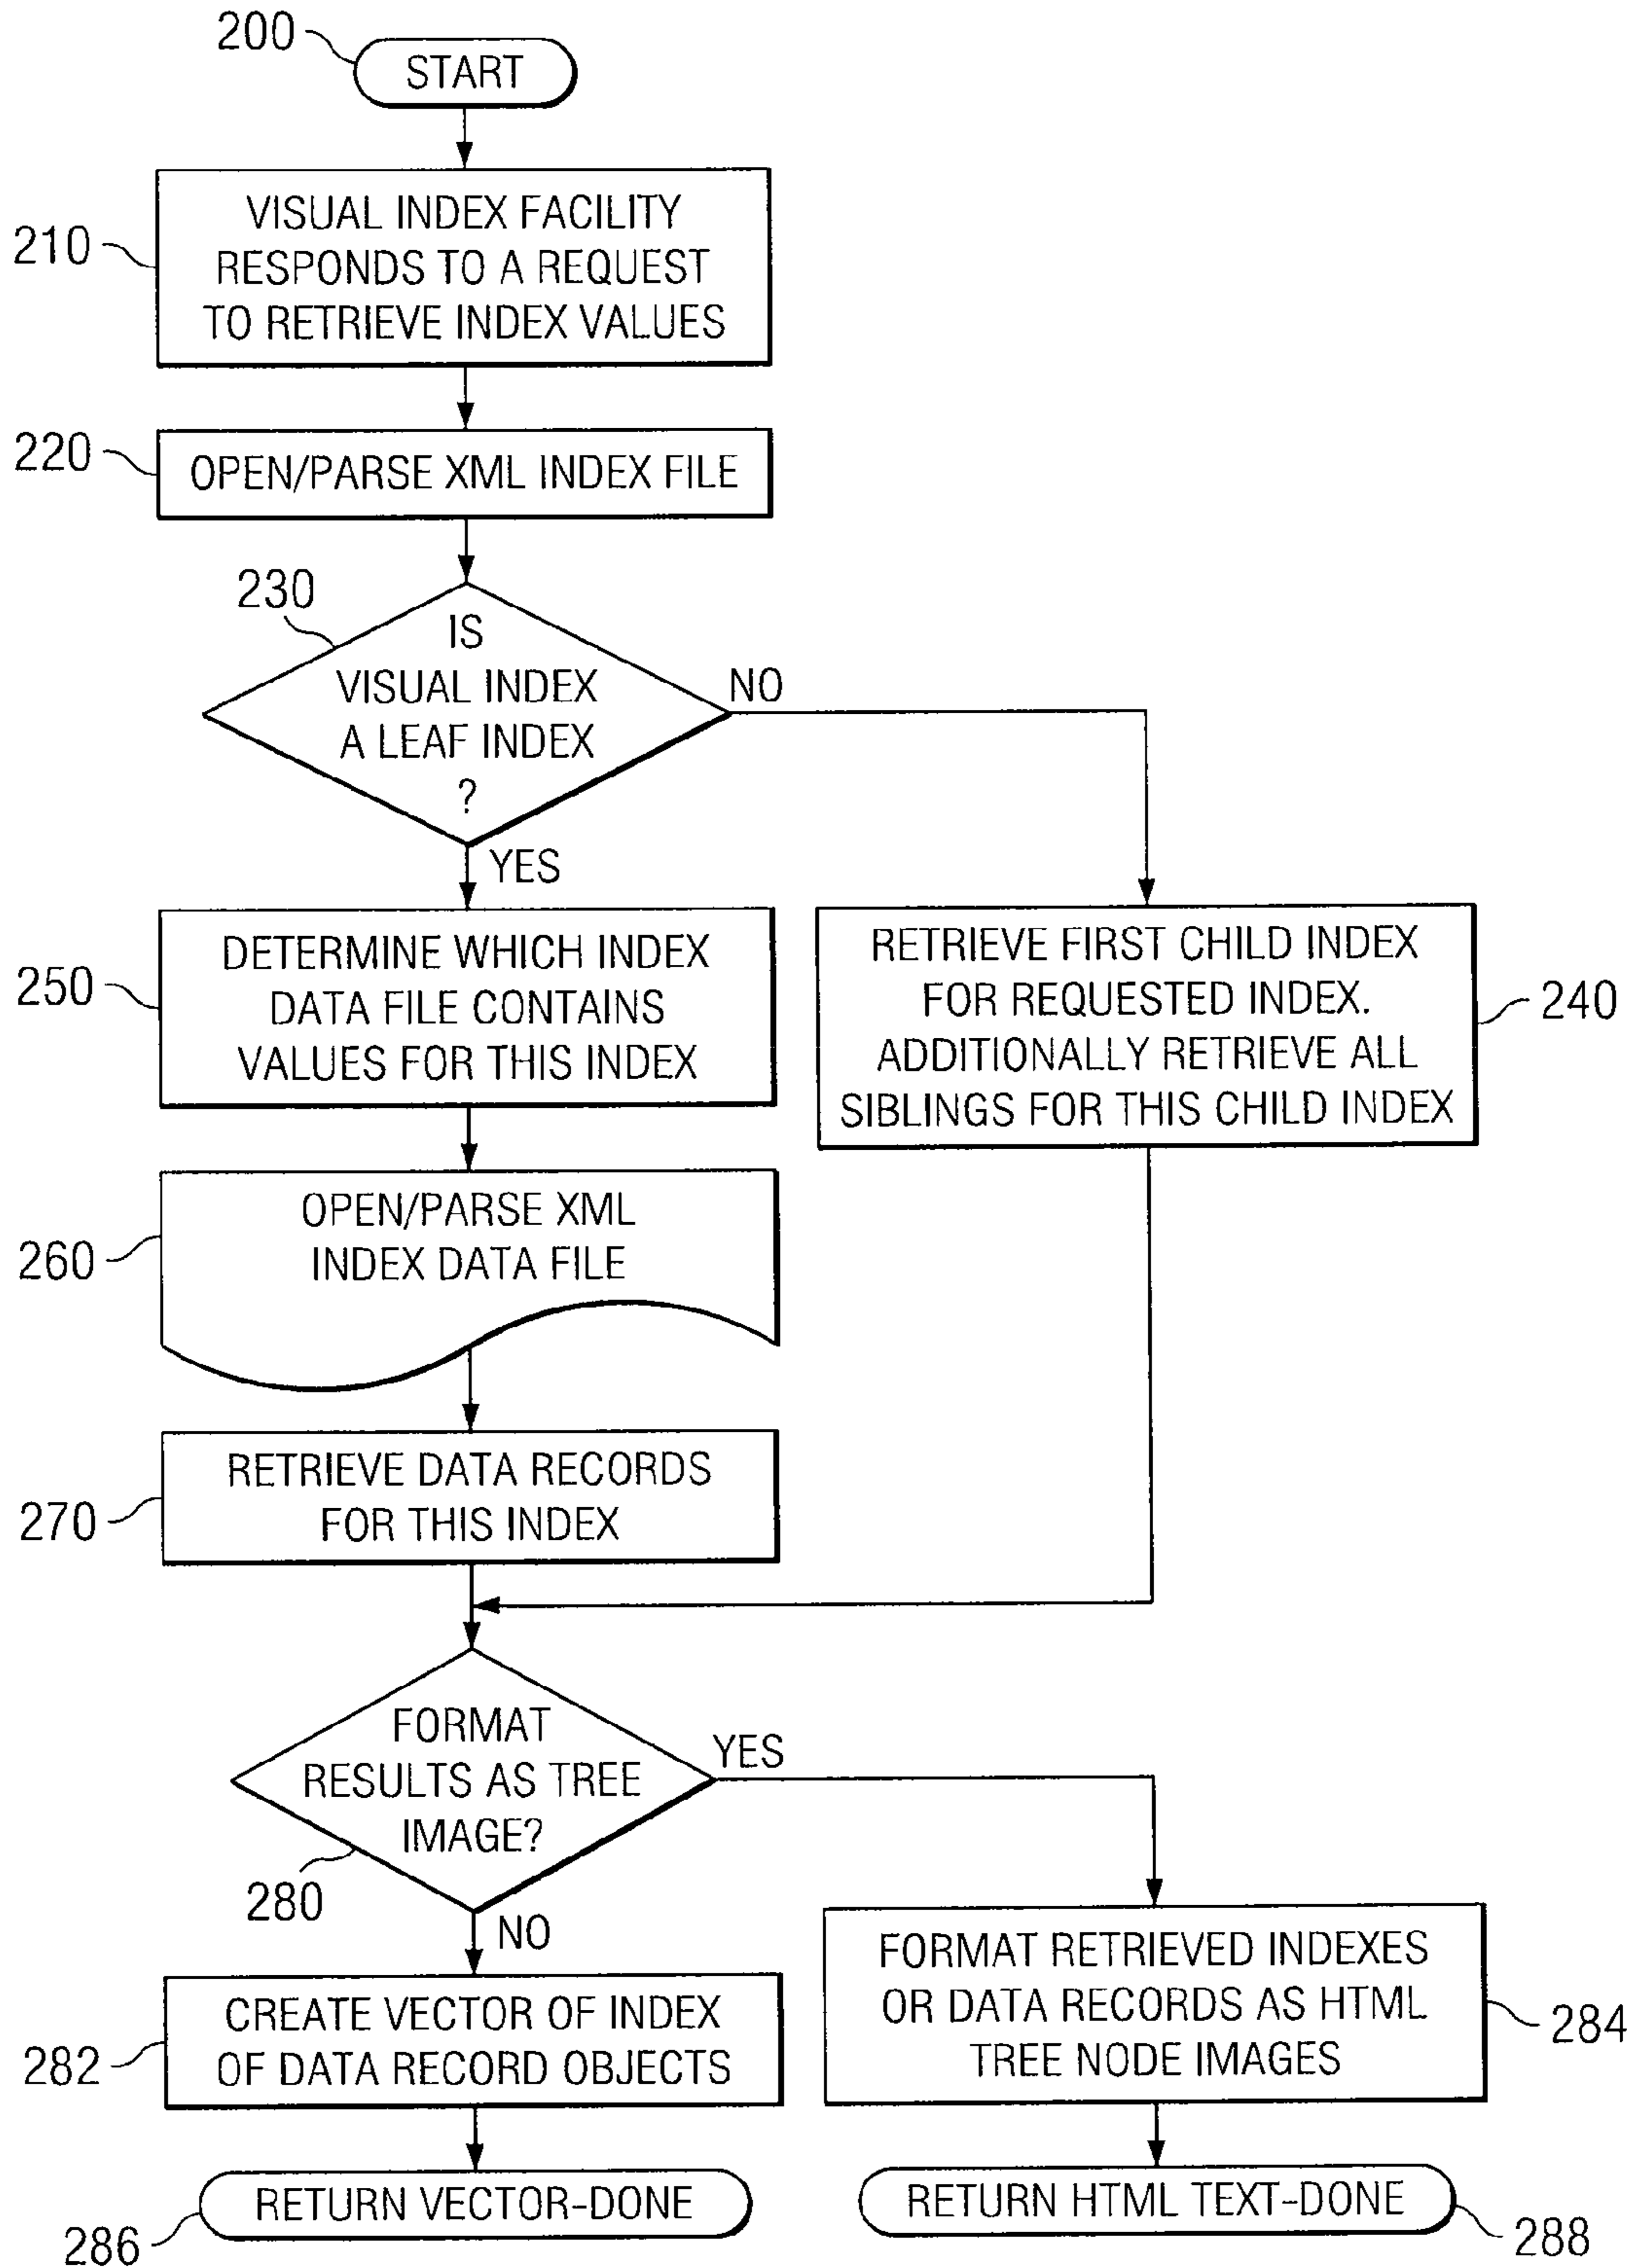 200
START
210
VISUAL INDEX FACILITY
RESPONDS TO A REQUEST
TO RETRIEVE INDEX VALUES
220
OPEN/PARSE XML INDEX FILE
230
IS
VISUAL INDEX
A LEAF INDEX
?
NO
YES
250
DETERMINE WHICH INDEX
DATA FILE CONTAINS
VALUES FOR THIS INDEX
RETRIEVE FIRST CHILD INDEX
FOR REQUESTED INDEX.
ADDITIONALLY RETRIEVE ALL
SIBLINGS FOR THIS CHILD INDEX
240
260
OPEN/PARSE XML
INDEX DATA FILE
270
RETRIEVE DATA RECORDS
FOR THIS INDEX
FORMAT
RESULTS AS TREE
IMAGE?
YES
280
NO
282
CREATE VECTOR OF INDEX
OF DATA RECORD OBJECTS
FORMAT RETRIEVED INDEXES
OR DATA RECORDS AS HTML
TREE NODE IMAGES
284
RETURN VECTOR-DONE
286
RETURN HTML TEXT-DONE
288